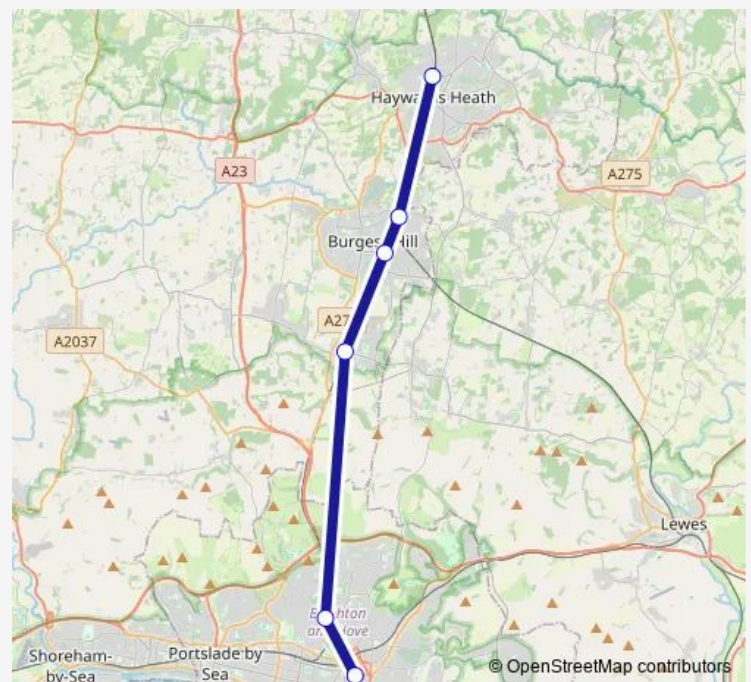 Haywards Heath
A23
A275
Burgess Hill
A27
A2037
Lewes
Brighton
and Hove
Shoreham-
by-Sea
Portslade by
Sea
© OpenStreetMap contributors